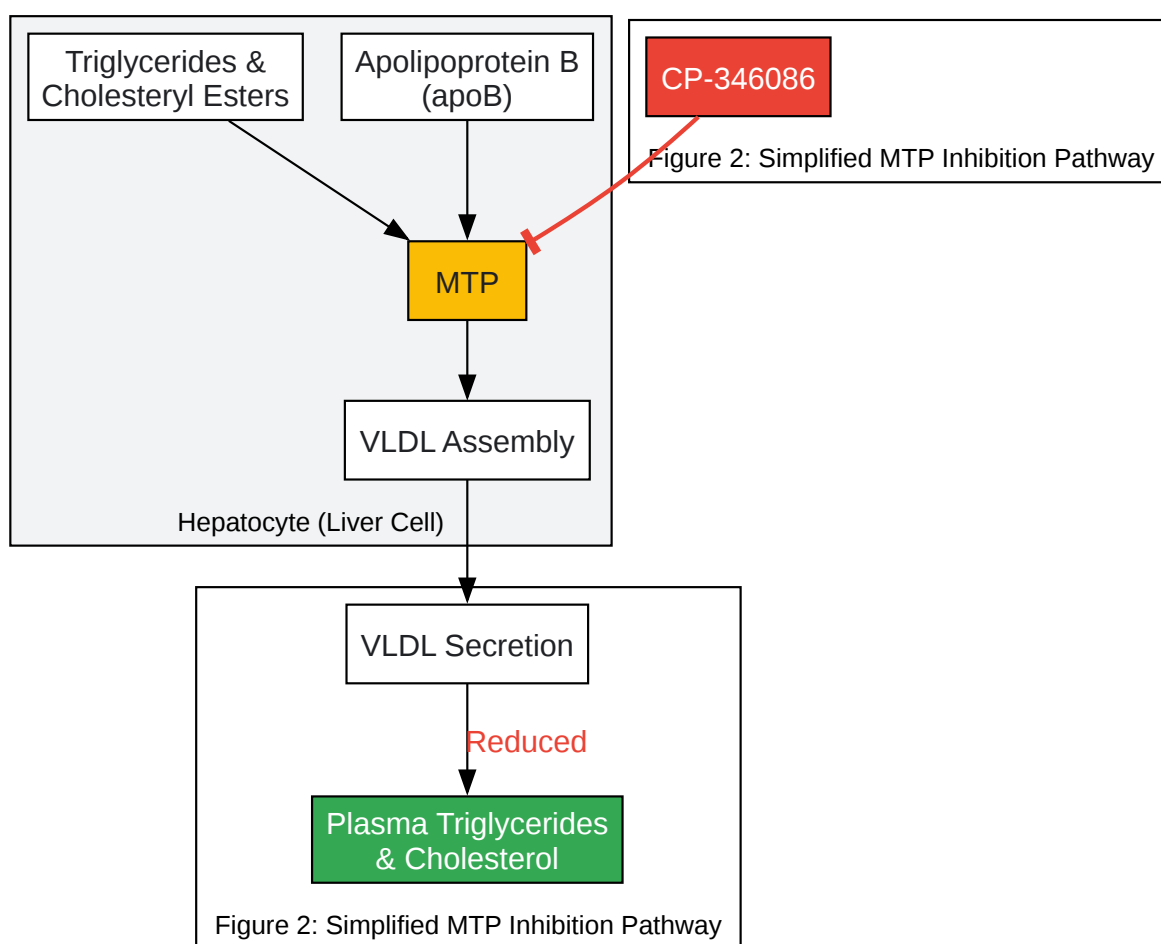 Triglycerides &
Cholesteryl Esters
Apolipoprotein B
(apoB)
CP-346086
Figure 2: Simplified MTP Inhibition Pathway
MTP
VLDL Assembly
Hepatocyte (Liver Cell)
VLDL Secretion
Reduced
Plasma Triglycerides
& Cholesterol
Figure 2: Simplified MTP Inhibition Pathway